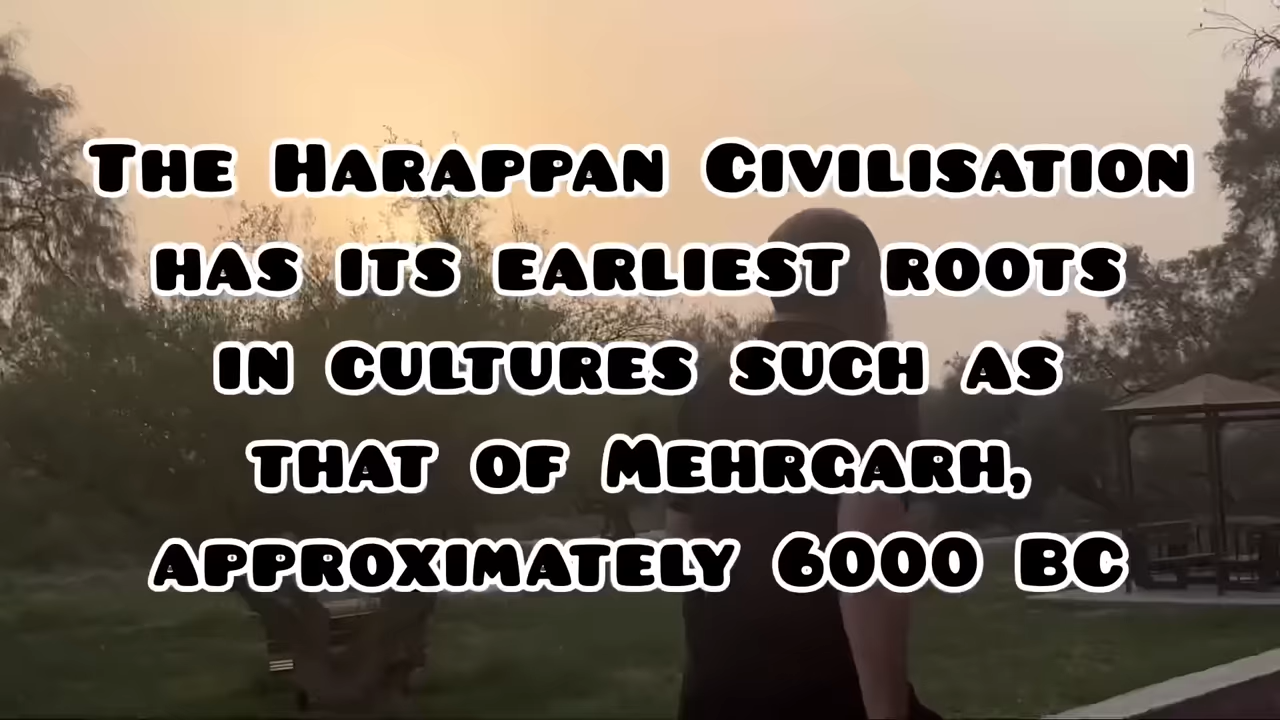 The Harappan Civilisation
has its earliest roots
in cultures such as
that of Mehrgarh,
approximately 6000 BC